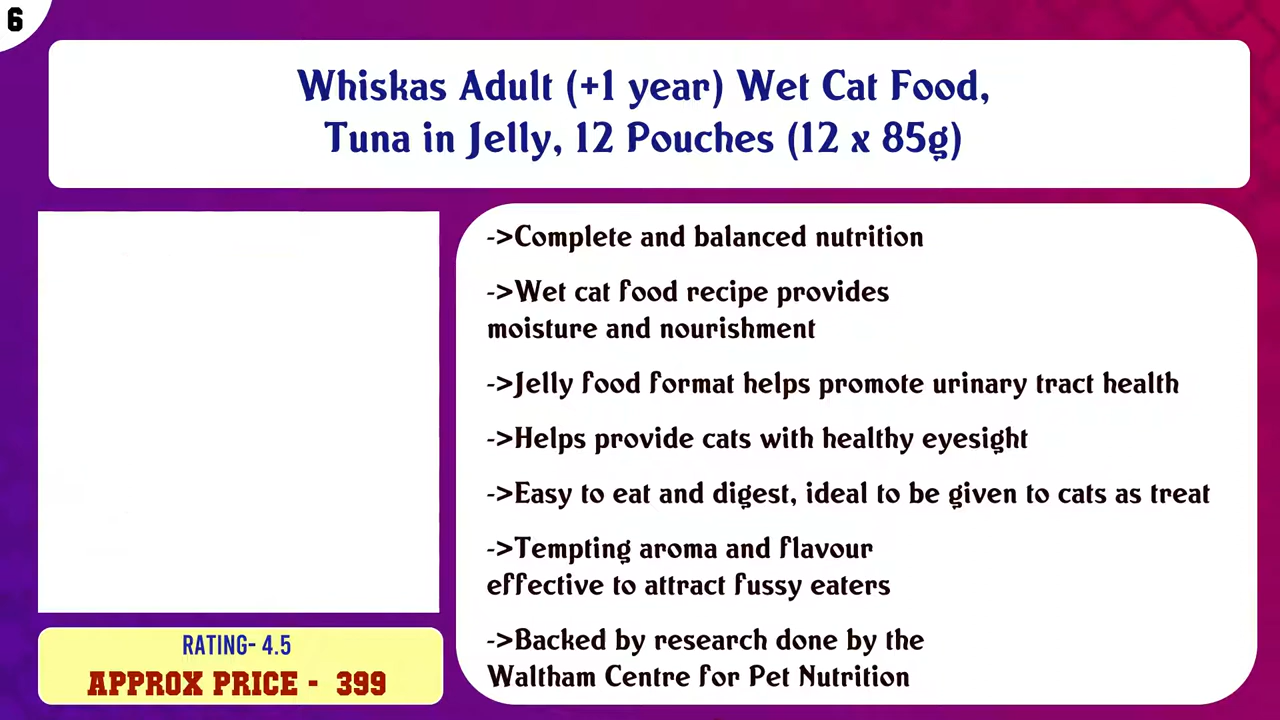 6
Whiskas Adult (+1 year) Wet Cat Food,
Tuna in Jelly, 12 Pouches (12 x 85g)
->Complete and balanced nutrition
->Wet cat food recipe provides
moisture and nourishment
->Jelly food format helps promote urinary tract health
->Helps provide cats with healthy eyesight
->Easy to eat and digest, ideal to be given to cats as treat
->Tempting aroma and flavour
effective to attract fussy eaters
->Backed by research done by the
Waltham Centre for Pet Nutrition
RATING- 4.5
APPROX PRICE - 399